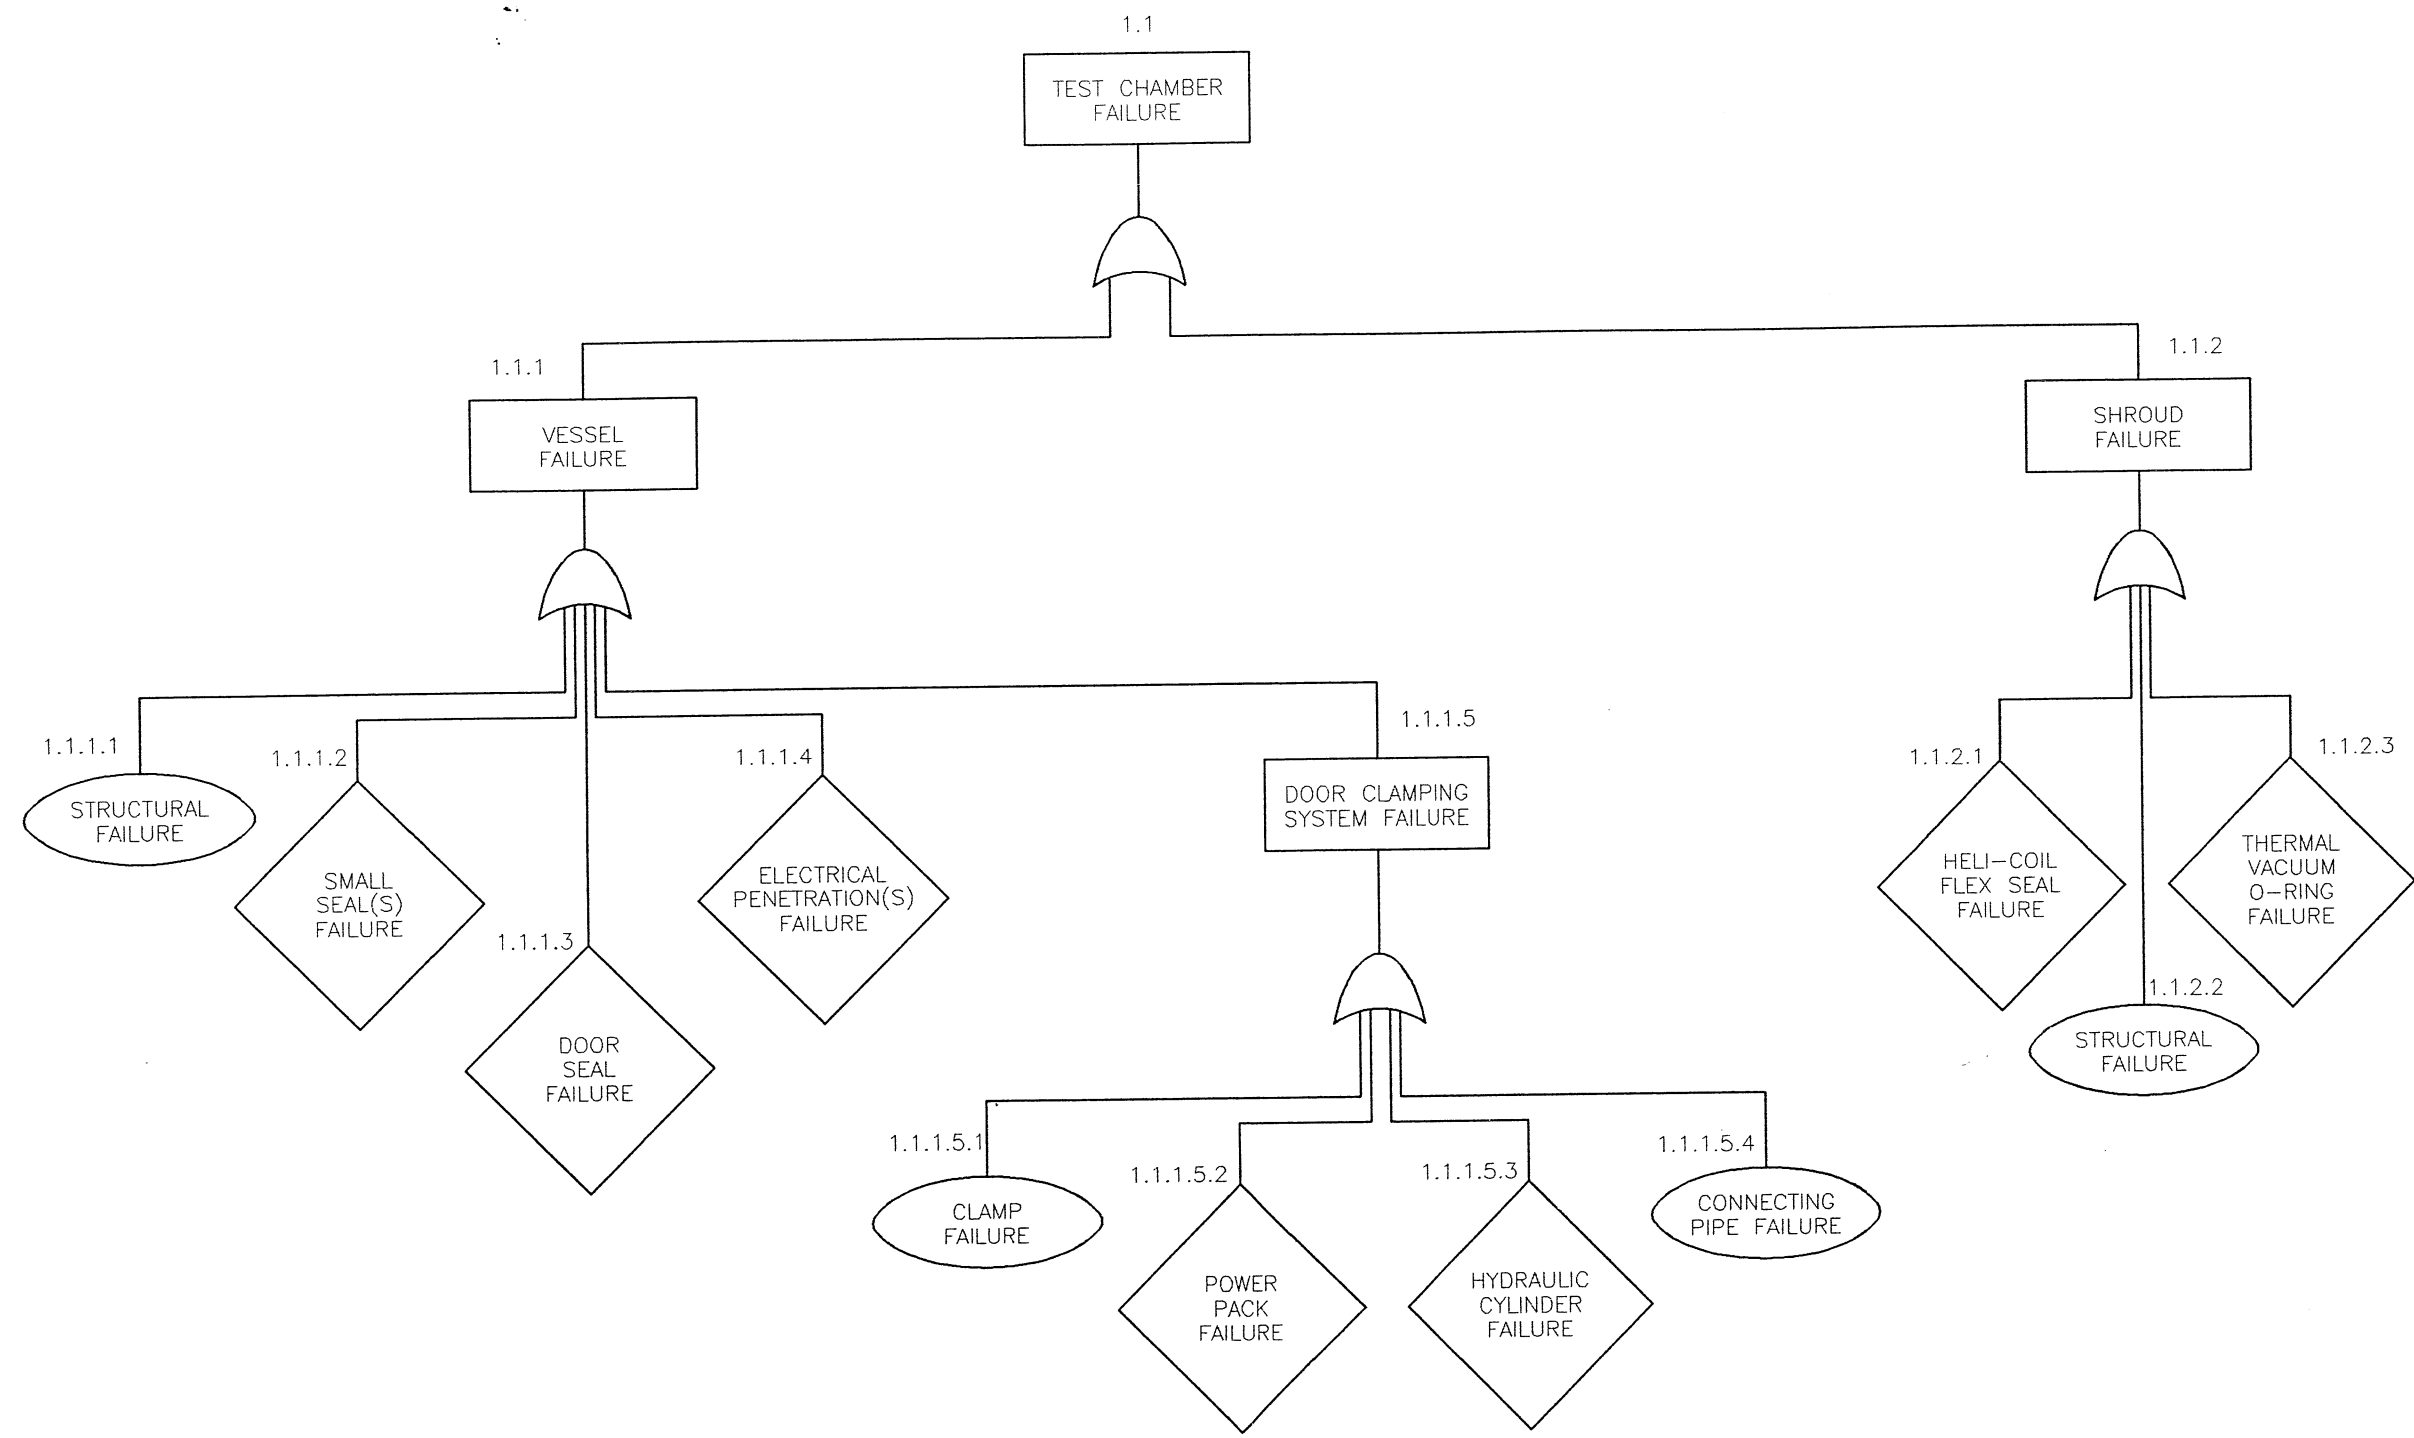 1.1
TEST CHAMBER
FAILURE
1.1.1
VESSEL
FAILURE
1.1.2
SHROUD
FAILURE
1.1.1.1
STRUCTURAL
FAILURE
1.1.1.2
SMALL
SEAL(S)
FAILURE
1.1.1.3
DOOR
SEAL
FAILURE
1.1.1.4
ELECTRICAL
PENETRATION(S)
FAILURE
1.1.1.5
DOOR CLAMPING
SYSTEM FAILURE
1.1.2.1
HELI-COIL
FLEX SEAL
FAILURE
1.1.2.2
STRUCTURAL
FAILURE
1.1.2.3
THERMAL
VACUUM
O-RING
FAILURE
1.1.1.5.1
CLAMP
FAILURE
1.1.1.5.2
POWER
PACK
FAILURE
1.1.1.5.3
HYDRAULIC
CYLINDER
FAILURE
1.1.1.5.4
CONNECTING
PIPE FAILURE